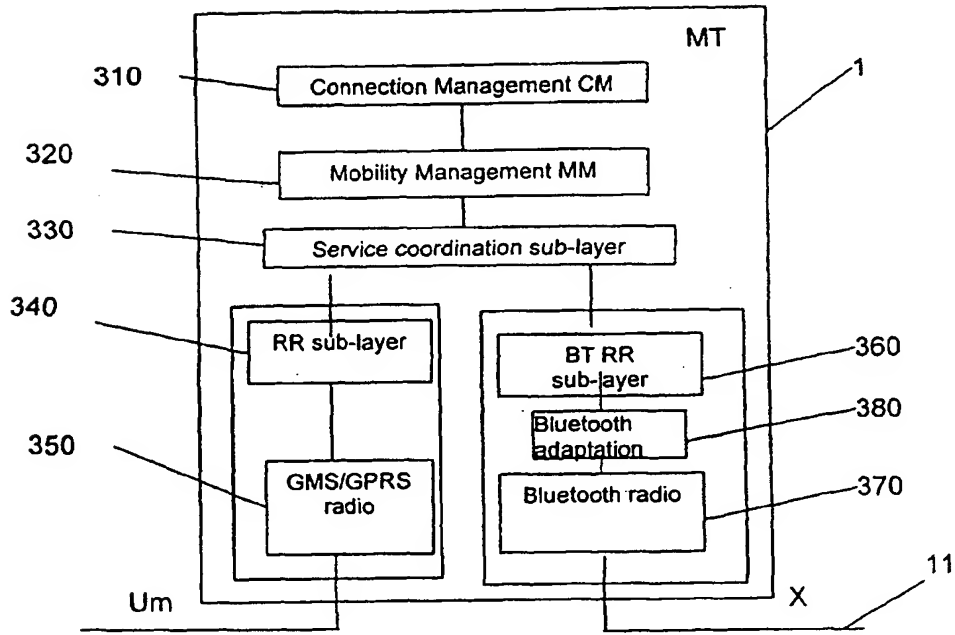 MT
310
Connection Management CM
1
320
Mobility Management MM
330
Service coordination sub-layer
340
RR sub-layer
BT RR
sub-layer
360
Bluetooth
adaptation
380
350
GMS/GPRS
radio
Bluetooth radio
370
Um
X
11